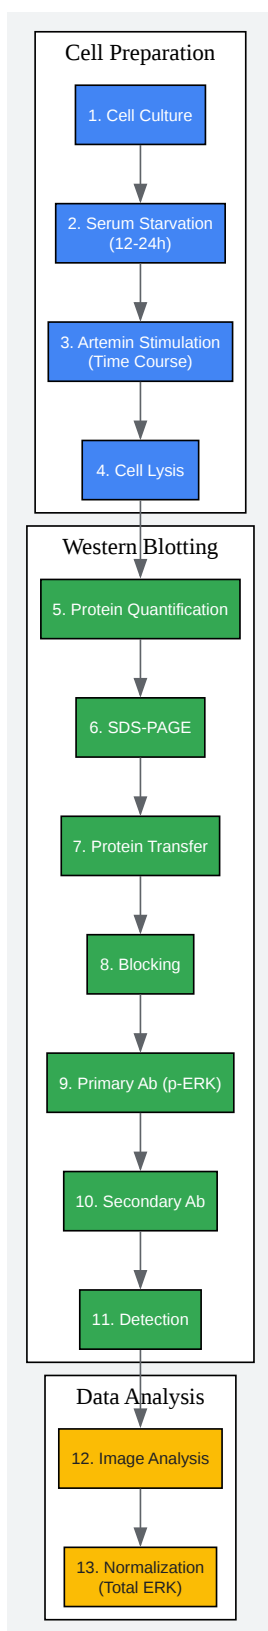 Cell Preparation
1. Cell Culture
2. Serum Starvation
(12-24h)
3. Artemin Stimulation
(Time Course)
4. Cell Lysis
Western Blotting
5. Protein Quantification
6. SDS-PAGE
7. Protein Transfer
8. Blocking
9. Primary Ab (p-ERK)
10. Secondary Ab
11. Detection
Data Analysis
12. Image Analysis
13. Normalization
(Total ERK)